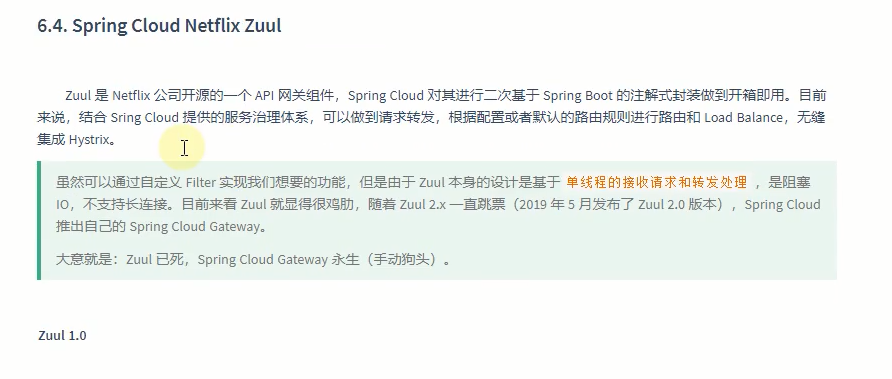 6.4. Spring Cloud Netflix Zuul
Zuul 是 Netflix 公司开源的一个 API 网关组件，Spring Cloud 对其进行二次基于 Spring Boot 的注解式封装做到开箱即用。目前
来说，结合 Sring Cloud 提供的服务治理体系，可以做到请求转发，根据配置或者默认的路由规则进行路由和 Load Balance，无缝
集成 Hystrix。
虽然可以通过自定义 Filter 实现我们想要的功能，但是由于 Zuul 本身的设计是基于 单线程的接收请求和转发处理 ，是阻塞
IO，不支持长连接。目前来看 Zuul 就显得很鸡肋，随着 Zuul 2.x 一直跳票（2019 年 5 月发布了 Zuul 2.0 版本），Spring Cloud
推出自己的 Spring Cloud Gateway。
大意就是：Zuul 已死，Spring Cloud Gateway 永生（手动狗头）。
Zuul 1.0